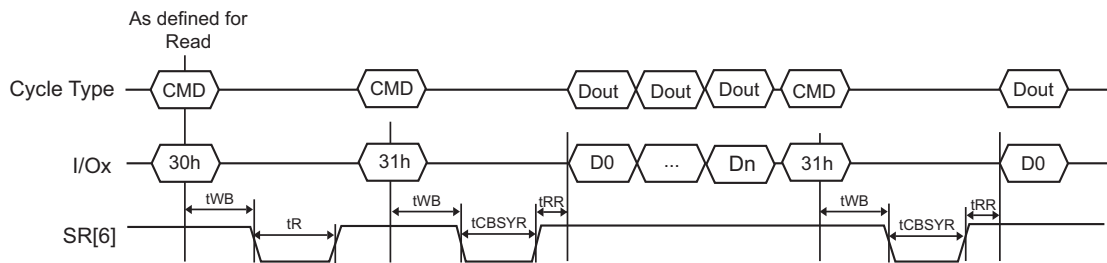 As defined for
Read
Cycle Type CMD CMD Dout Dout Dout CMD Dout
I/Ox 30h 31h D0 ... Dn 31h D0
tWB tR tWB tCBSYR tRR tWB tCBSYR tRR
SR[6]